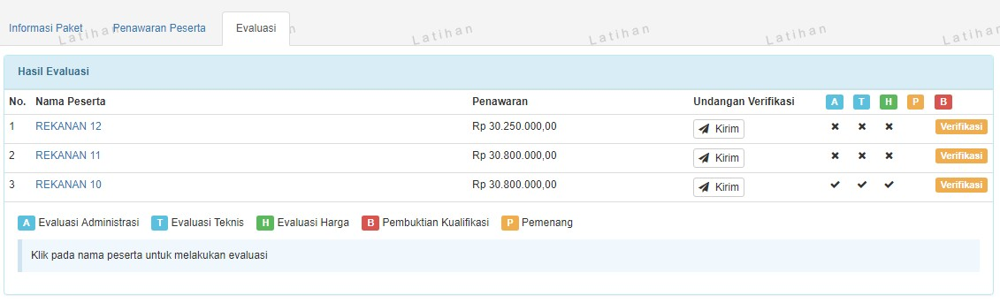 Informasi Paket Penawaran Peserta Evaluasi
Latihan Latihan Latihan Latihan Latihan
Hasil Evaluasi
No. Nama Peserta Penawaran Undangan Verifikasi A T H P B
1 REKANAN 12 Rp 30.250.000,00 Kirim Verifikasi
2 REKANAN 11 Rp 30.800.000,00 Kirim Verifikasi
3 REKANAN 10 Rp 30.800.000,00 Kirim Verifikasi
A Evaluasi Administrasi T Evaluasi Teknis H Evaluasi Harga B Pembuktian Kualifikasi P Pemenang
Klik pada nama peserta untuk melakukan evaluasi